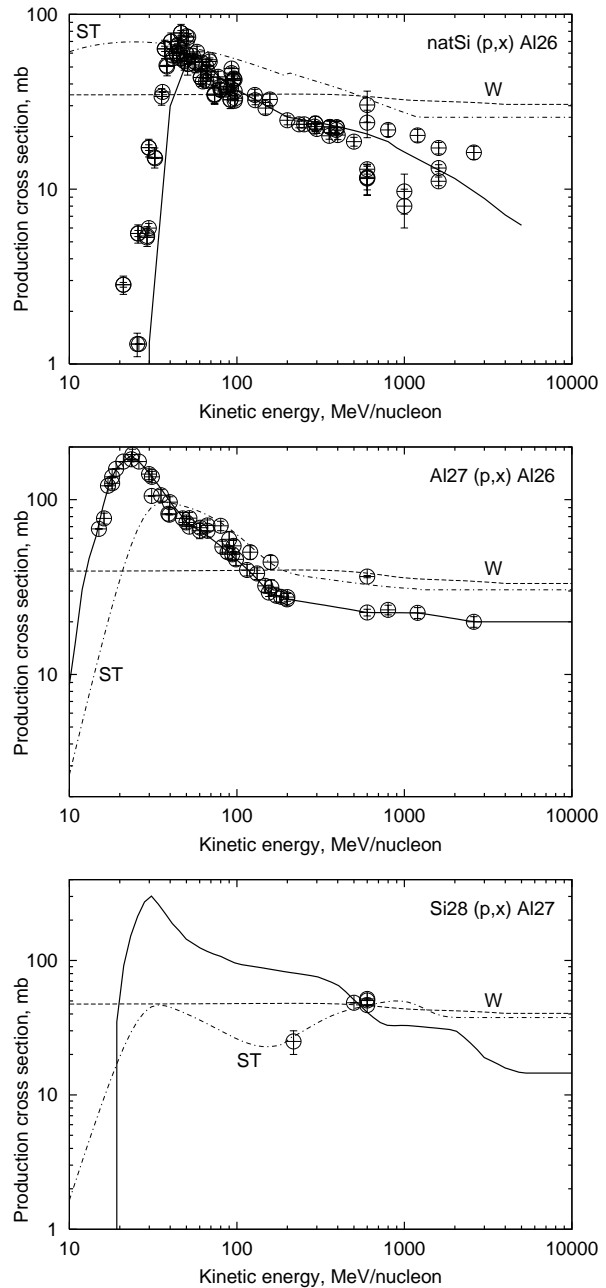 100
ST
natSi (p,x) Al26
W
10
1
Production cross section, mb
10 100 1000 10000
Kinetic energy, MeV/nucleon
Al27 (p,x) Al26
100
W
10
ST
Production cross section, mb
10 100 1000 10000
Kinetic energy, MeV/nucleon
Si28 (p,x) Al27
100
W
ST
10
1
Production cross section, mb
10 100 1000 10000
Kinetic energy, MeV/nucleon